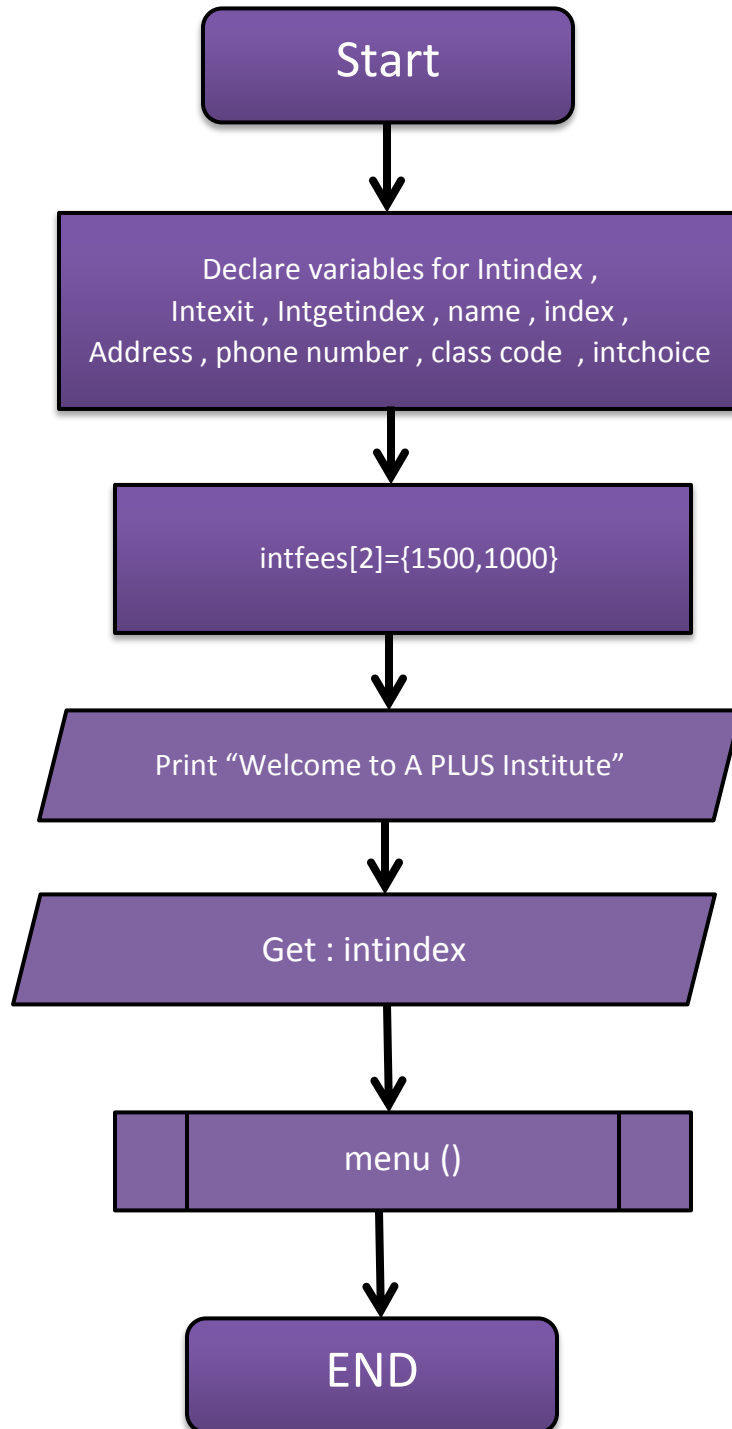 Start
Declare variables for Intindex ,
Intexit , Intgetindex , name , index ,
Address , phone number , class code  , intchoice
intfees[2]={1500,1000}
Print “Welcome to A PLUS Institute”
Get : intindex
menu ()
END